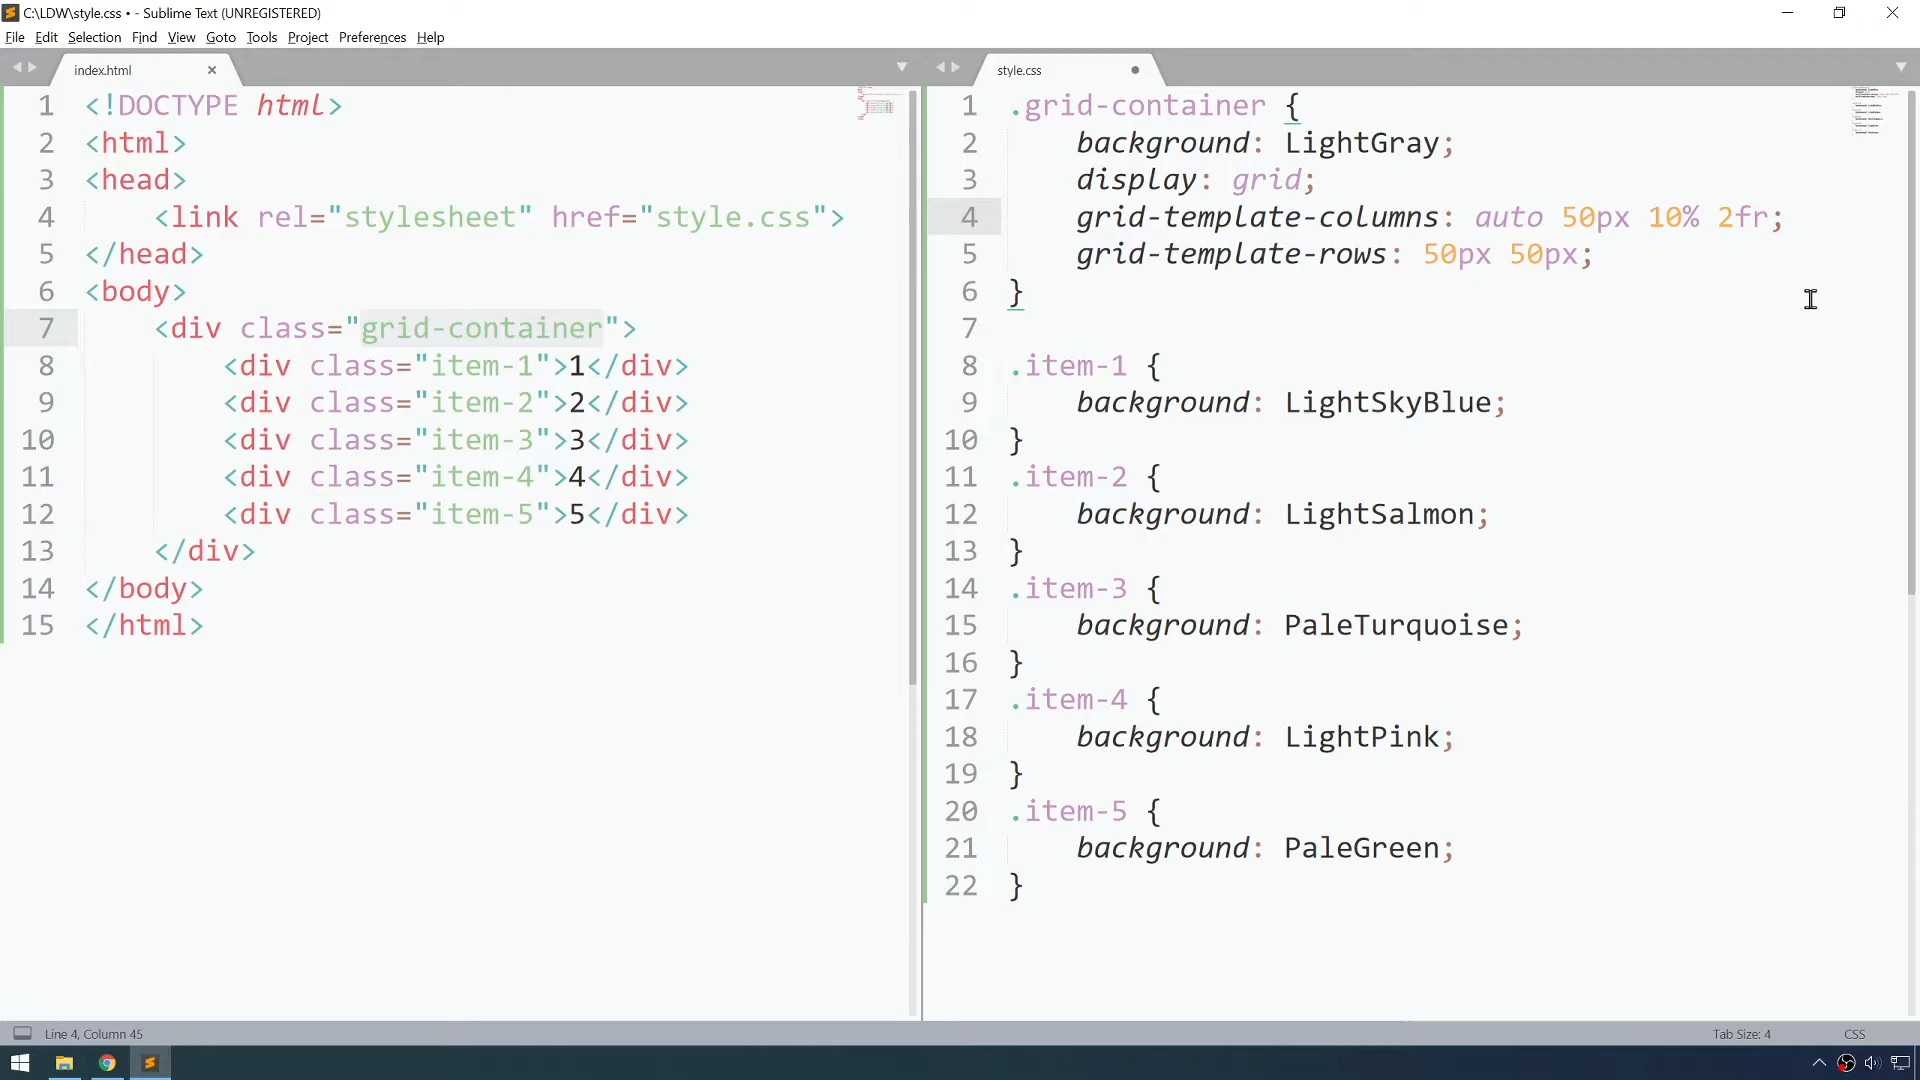 C:\LDW\style.css • - Sublime Text (UNREGISTERED)
File Edit Selection Find View Goto Tools Project Preferences Help
index.html
1 <!DOCTYPE html>
2 <html>
3 <head>
4 <link rel="stylesheet" href="style.css">
5 </head>
6 <body>
7 <div class="grid-container">
8 <div class="item-1">1</div>
9 <div class="item-2">2</div>
10 <div class="item-3">3</div>
11 <div class="item-4">4</div>
12 <div class="item-5">5</div>
13 </div>
14 </body>
15 </html>
style.css
1 .grid-container {
2 background: LightGray;
3 display: grid;
4 grid-template-columns: auto 50px 10% 2fr;
5 grid-template-rows: 50px 50px;
6 }
7
8 .item-1 {
9 background: LightSkyBlue;
10 }
11 .item-2 {
12 background: LightSalmon;
13 }
14 .item-3 {
15 background: PaleTurquoise;
16 }
17 .item-4 {
18 background: LightPink;
19 }
20 .item-5 {
21 background: PaleGreen;
22 }
Line 4, Column 45
Tab Size: 4
CSS